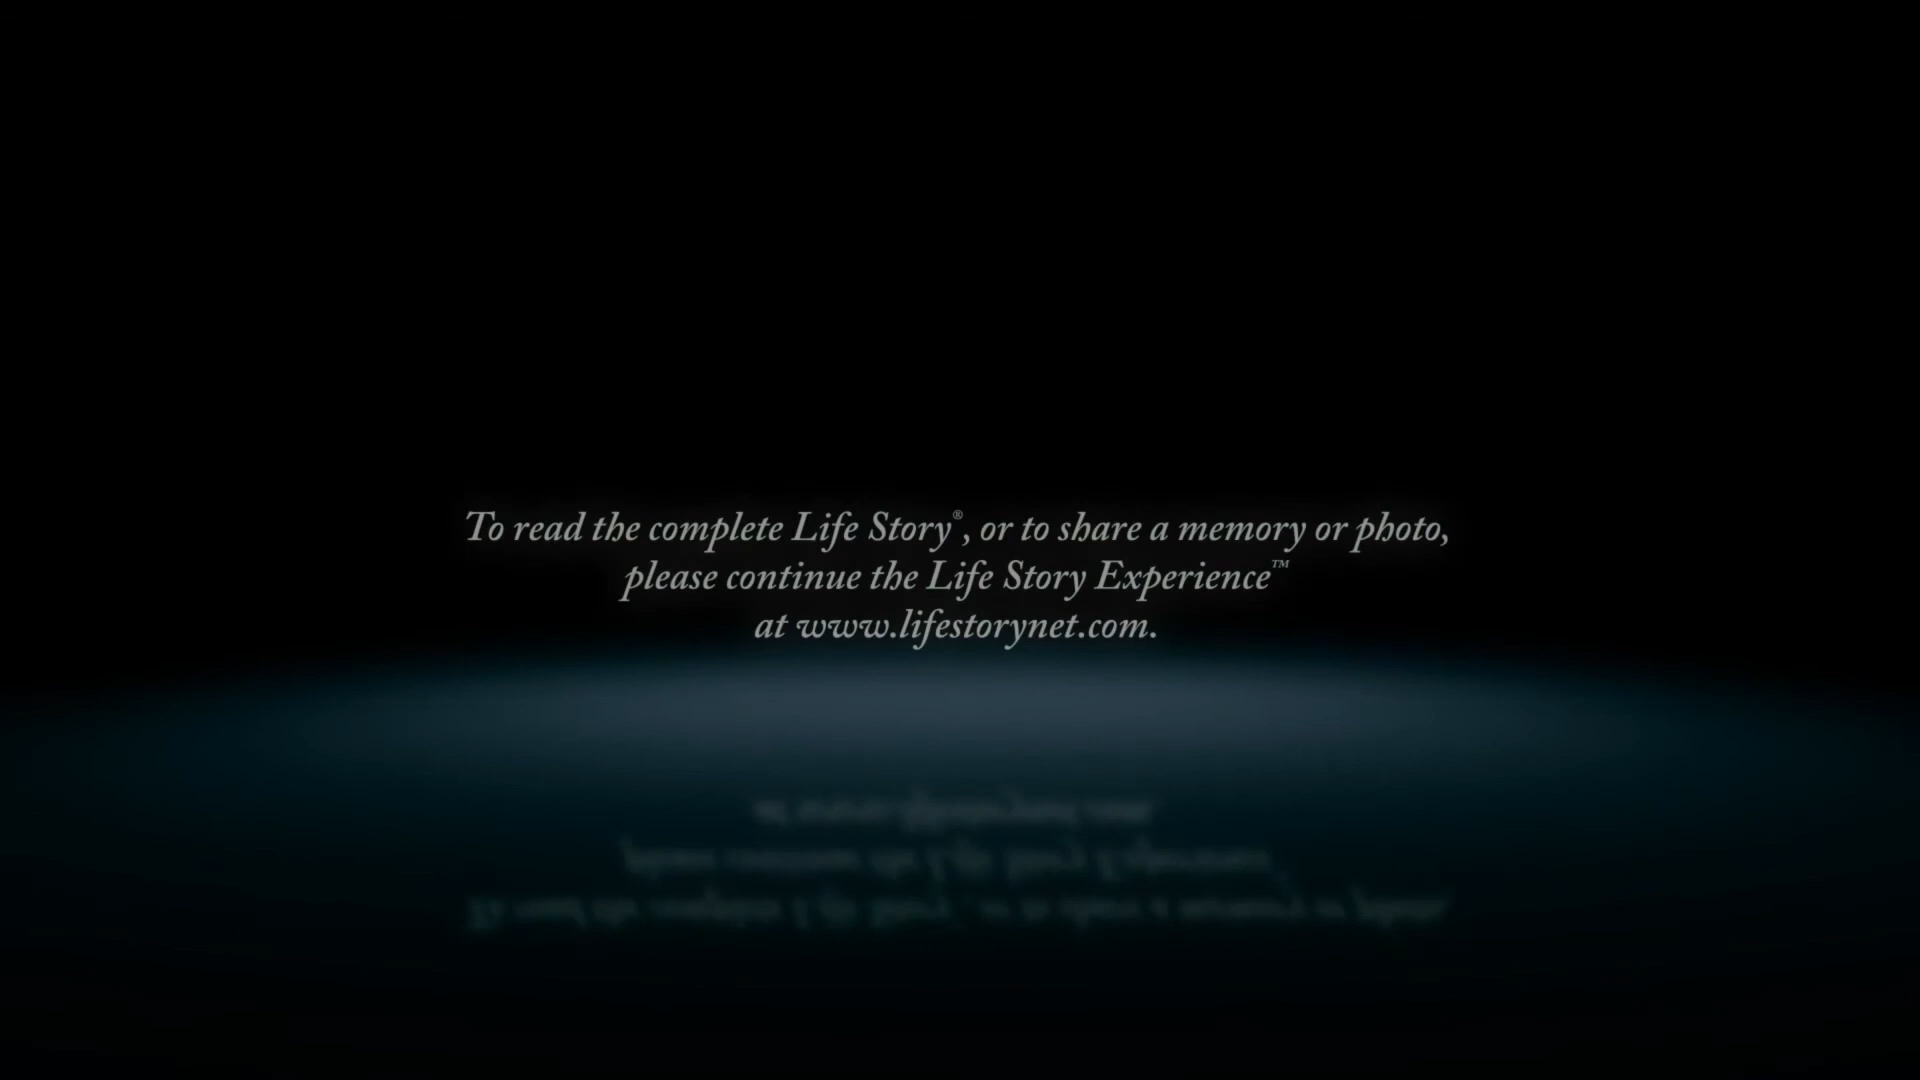 To read the complete Life Story®, or to share a memory or photo,
please continue the Life Story Experience™
at www.lifestorynet.com.